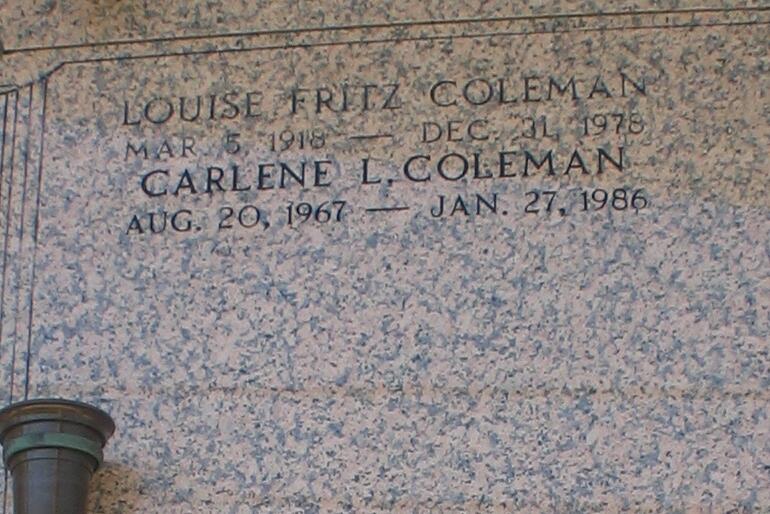 LOUISE FRITZ COLEMAN
MAR. 5 1918 — DEC. 31, 1978
CARLENE L. COLEMAN
AUG. 20, 1967 — JAN. 27, 1986